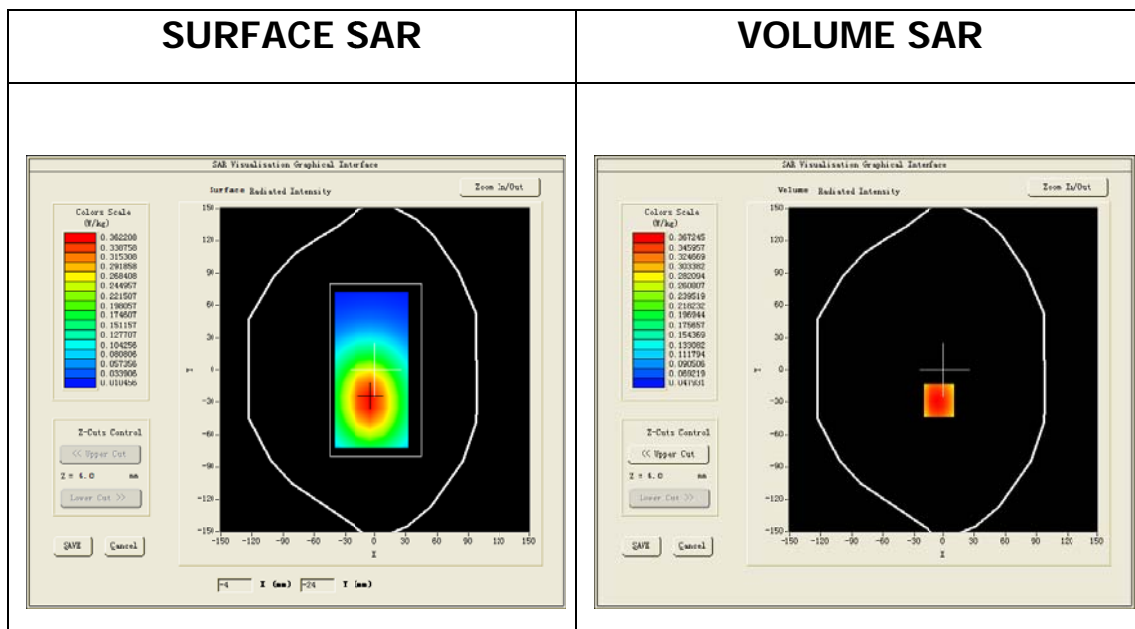 SURFACE SAR
VOLUME SAR
SAR Visualisation Graphical Interface
Surface Radiated Intensity
Zoom In/Out
Colors Scale
(W/kg)
0.362208
0.338758
0.315308
0.291858
0.268408
0.244957
0.221507
0.198057
0.174607
0.151157
0.127707
0.104256
0.080806
0.057356
0.033906
0.010456
150
120
90
60
30
0
-30
-60
-90
-120
-150
Y
-150 -120 -90 -60 -30 0 30 60 90 120 150
X
Z-Cuts Control
<< Upper Cut
Z = 4.0 mm
Lower Cut >>
SAVE
Cancel
-4 X (mm) -24 Y (mm)
SAR Visualisation Graphical Interface
Volume Radiated Intensity
Zoom In/Out
Colors Scale
(W/kg)
0.367245
0.345957
0.324669
0.303382
0.282094
0.260807
0.239519
0.218232
0.196944
0.175657
0.154369
0.133082
0.111794
0.090506
0.069219
0.047931
150
120
90
60
30
0
-30
-60
-90
-120
-150
Y
-150 -120 -90 -60 -30 0 30 60 90 120 150
X
Z-Cuts Control
<< Upper Cut
Z = 4.0 mm
Lower Cut >>
SAVE
Cancel